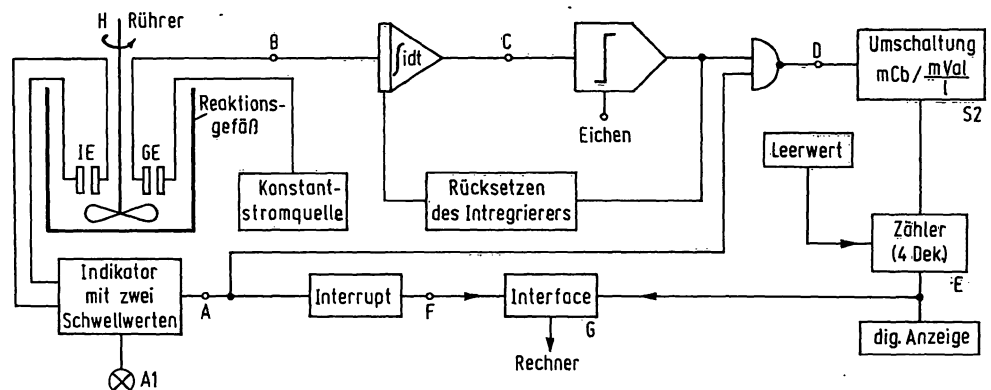 H Rührer
B
∫idt
C
D
Umschaltung
mCb / mVal
l
S2
Reaktions-
gefäß
IE
GE
Eichen
Leerwert
Konstant-
stromquelle
Rücksetzen
des Intregrierers
Zähler
(4 Dek.)
E
Indikator
mit zwei
Schwellwerten
A
Interrupt
F
Interface
G
dig. Anzeige
Rechner
A1